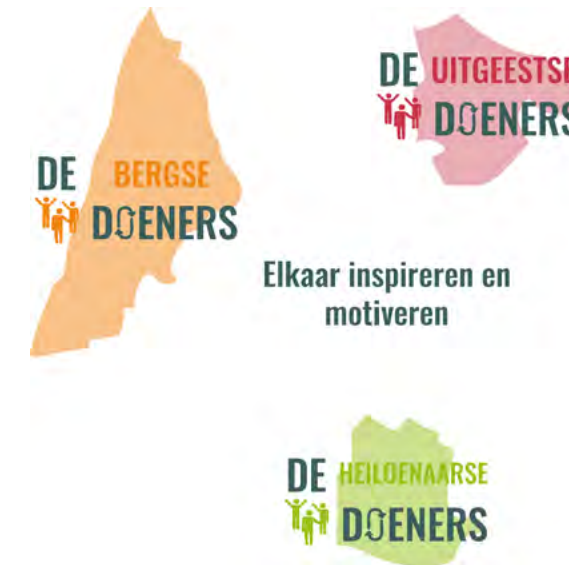 DE BERGSE
DOENERS
DE UITGEESTSE
DOENERS
Elkaar inspireren en
motiveren
DE HEILOENAARSE
DOENERS